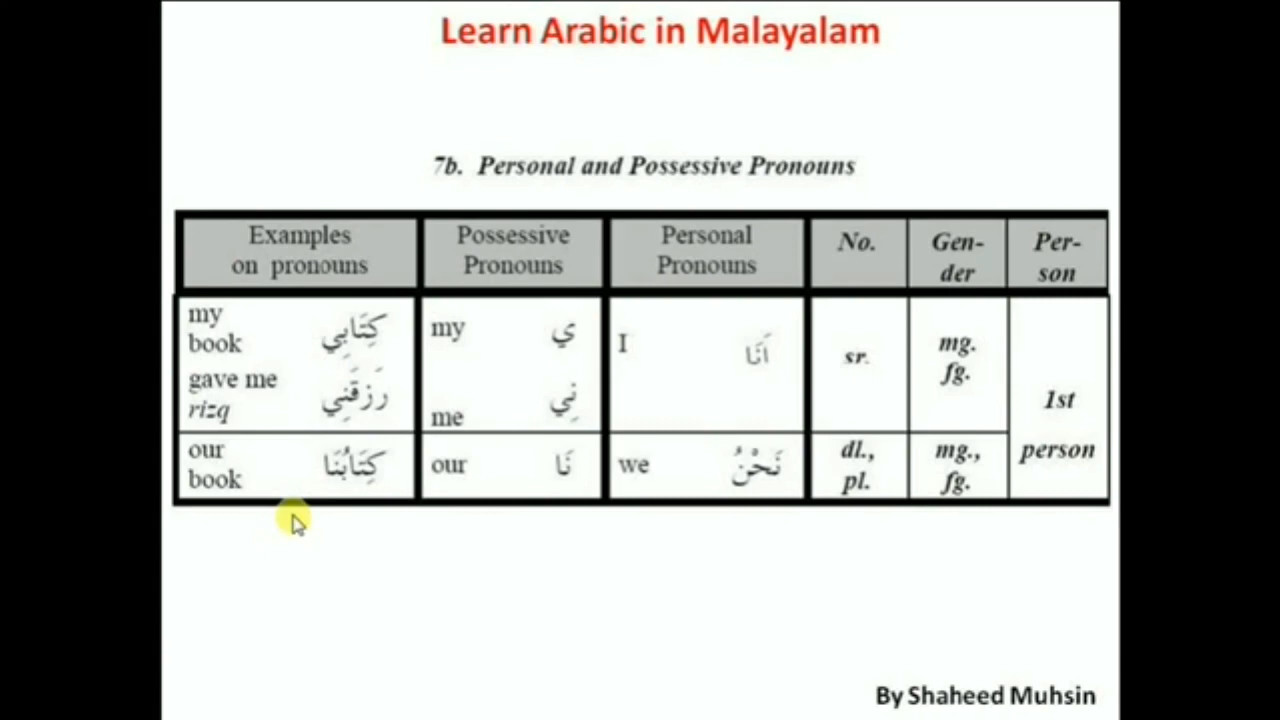 Learn Arabic in Malayalam
7b. Personal and Possessive Pronouns
Examples on pronouns
Possessive Pronouns
Personal Pronouns
No.
Gen-
der
Per-
son
my
book
كِتَابِي
gave me
rizq
رَزَقَنِي
my
ي
me
نِي
I
اَنَا
sr.
mg.
fg.
1st
person
our
book
كِتَابُنَا
our
نَا
we
نَحْنُ
dl.,
pl.
mg.,
fg.
By Shaheed Muhsin